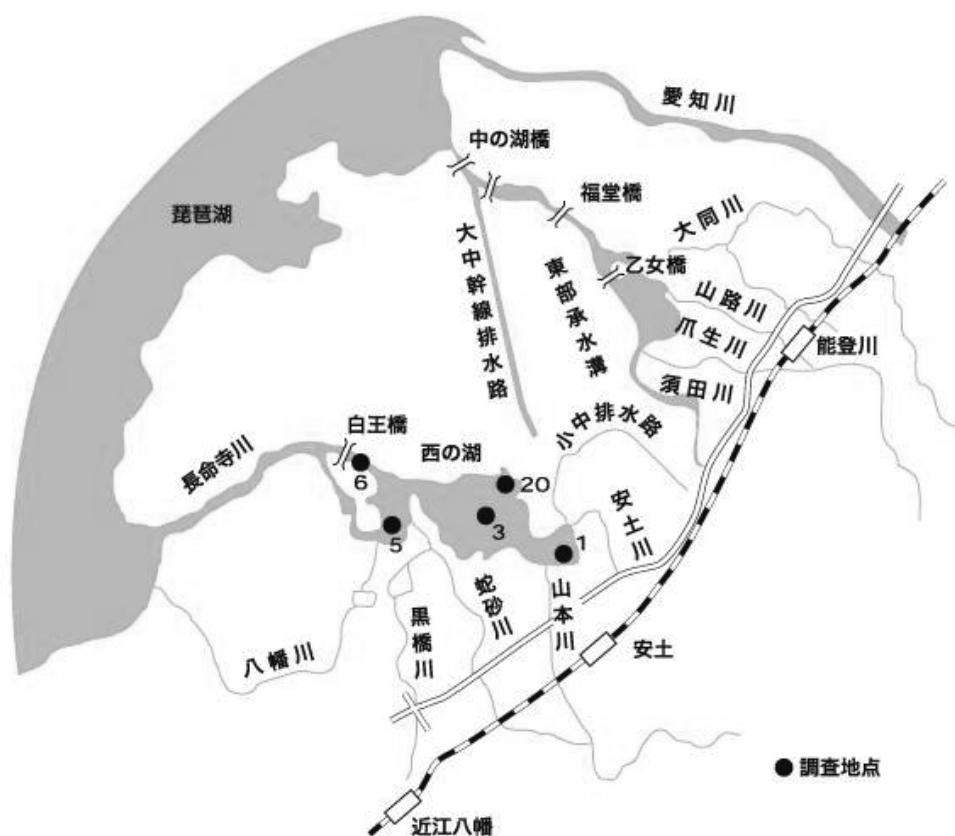 愛知川
中の湖橋
琵琶湖
福堂橋
大同川
大中幹線排水路
東部承水溝
乙女橋
山路川
爪生川
能登川
須田川
小中排水路
白王橋
西の湖
長命寺川
6
20
3
5
1
安土川
蛇砂川
山本川
黒橋川
八幡川
安土
調査地点
近江八幡